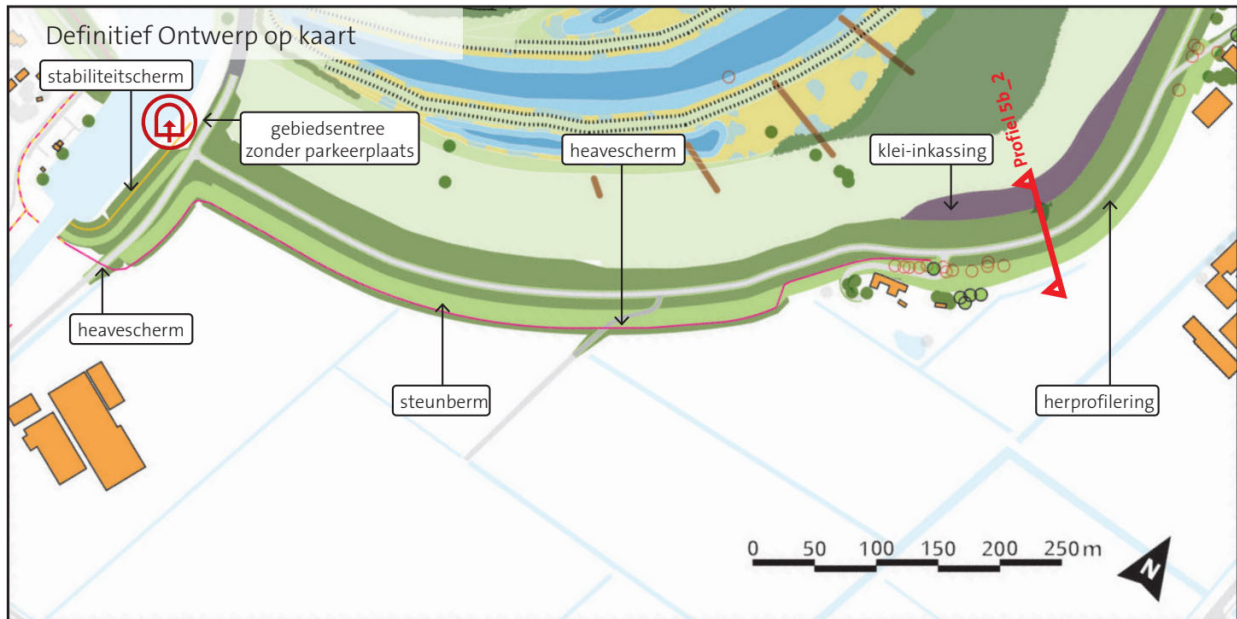 Definitief Ontwerp op kaart
stabiliteitscherm
gebiedsentree
zonder parkeerplaats
heavescherm
klei-inkassing
Profiel 5b_2
heavescherm
steunberm
herprofilering
0 50 100 150 200 250 m
N